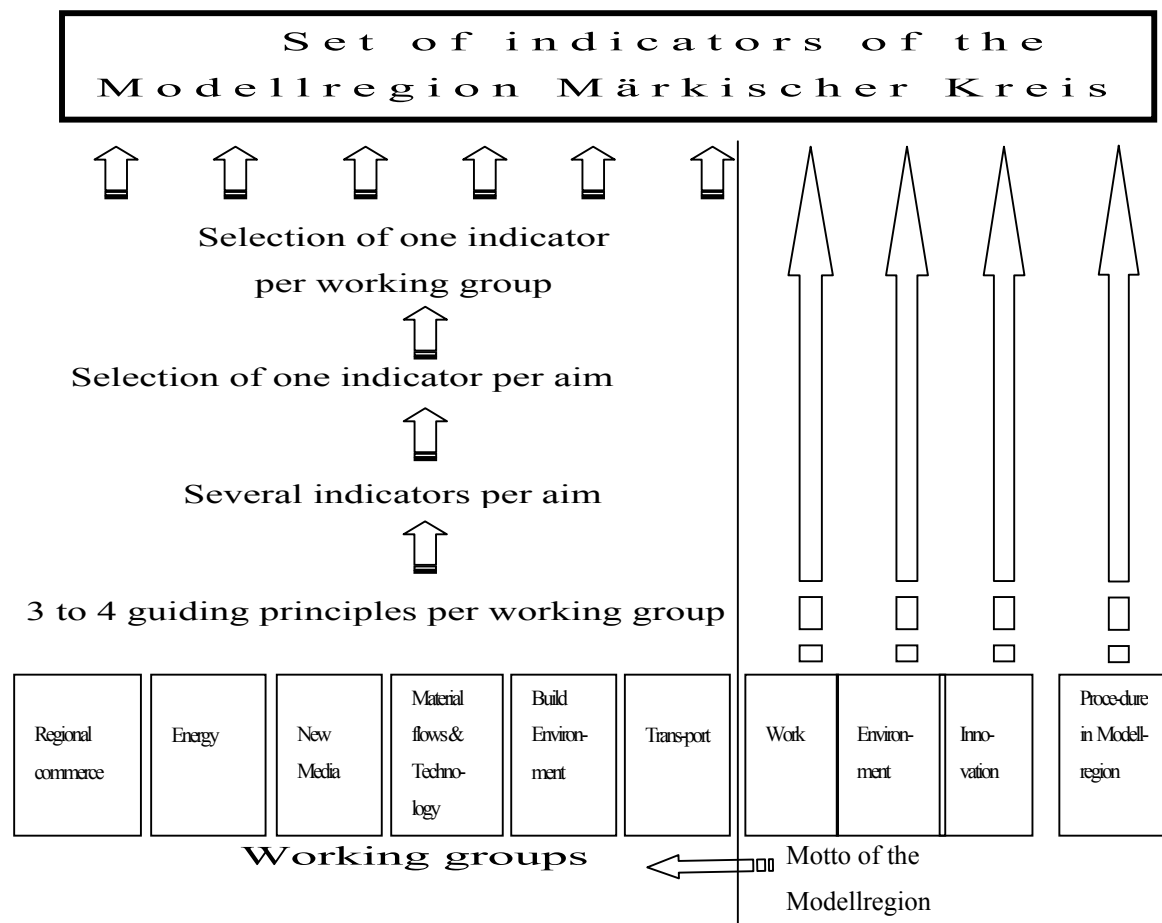 Set of indicators of the
Modellregion Märkischer Kreis
Selection of one indicator
per working group
Selection of one indicator per aim
Several indicators per aim
3 to 4 guiding principles per working group
Regional
commerce
Energy
New
Media
Material
flows &
Techno-
logy
Build
Environ-
ment
Trans-port
Work
Environ-
ment
Inno-
vation
Proce-dure
in Modell-
region
Working groups
Motto of the
Modellregion